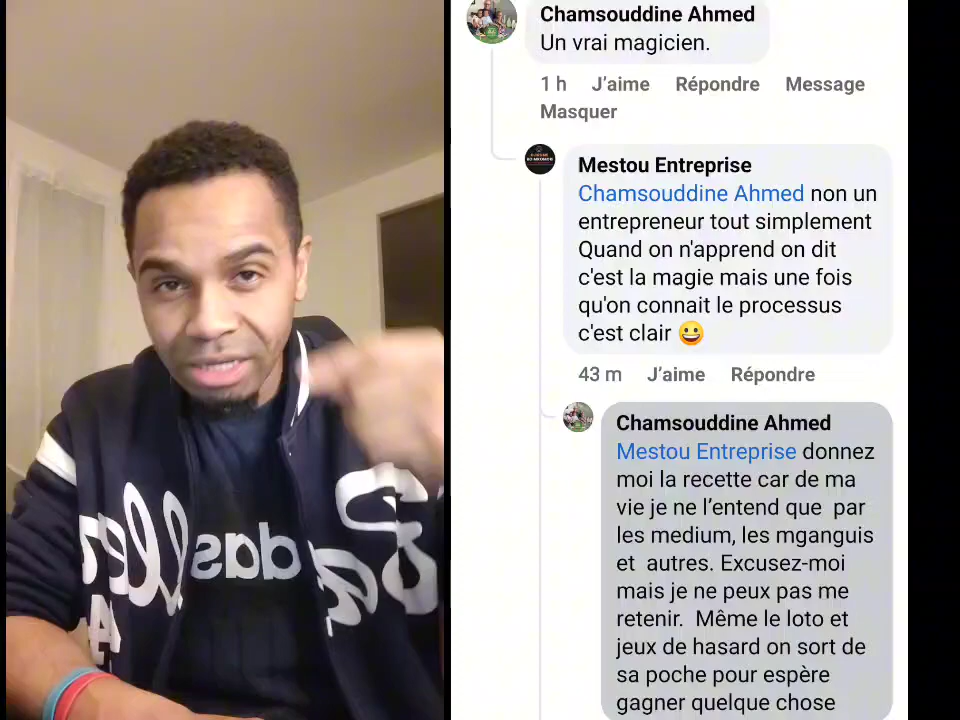 Chamsouddine Ahmed
Un vrai magicien.
1 h J’aime Répondre Message
Masquer
Mestou Entreprise
Chamsouddine Ahmed non un
entrepreneur tout simplement
Quand on n'apprend on dit
c'est la magie mais une fois
qu'on connait le processus
c'est clair 😀
43 m J’aime Répondre
Chamsouddine Ahmed
Mestou Entreprise donnez
moi la recette car de ma
vie je ne l’entend que par
les medium, les mganguis
et autres. Excusez-moi
mais je ne peux pas me
retenir. Même le loto et
jeux de hasard on sort de
sa poche pour espère
gagner quelque chose
adidas